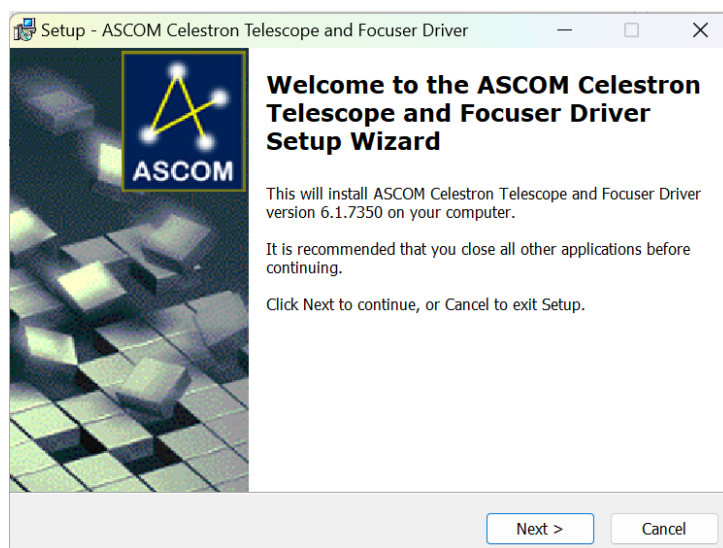 Setup - ASCOM Celestron Telescope and Focuser Driver
ASCOM
Welcome to the ASCOM Celestron
Telescope and Focuser Driver
Setup Wizard
This will install ASCOM Celestron Telescope and Focuser Driver
version 6.1.7350 on your computer.
It is recommended that you close all other applications before
continuing.
Click Next to continue, or Cancel to exit Setup.
Next >
Cancel